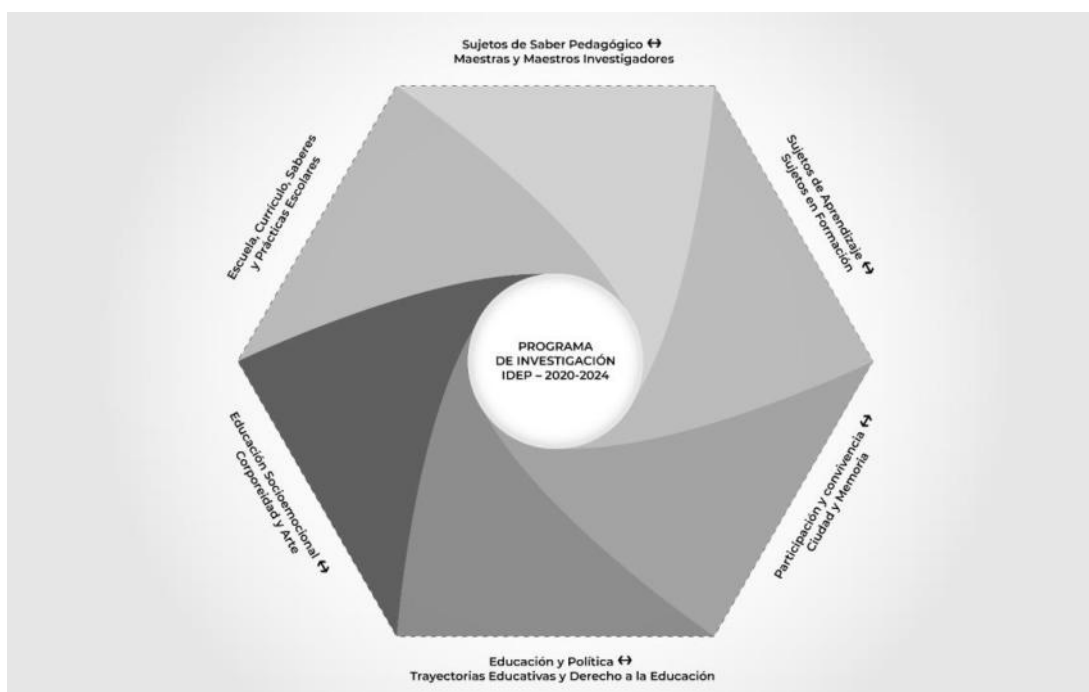 Sujetos de Saber Pedagógico ↔
Maestras y Maestros Investigadores
Escuela, Currículo, Saberes
y Prácticas Escolares
Sujetos de Aprendizaje ↔
Sujetos en Formación
PROGRAMA
DE INVESTIGACIÓN
IDEP – 2020-2024
Educación Socioemocional ↔
Corporeidad y Arte
Participación y convivencia ↔
Ciudad y Memoria
Educación y Política ↔
Trayectorias Educativas y Derecho a la Educación